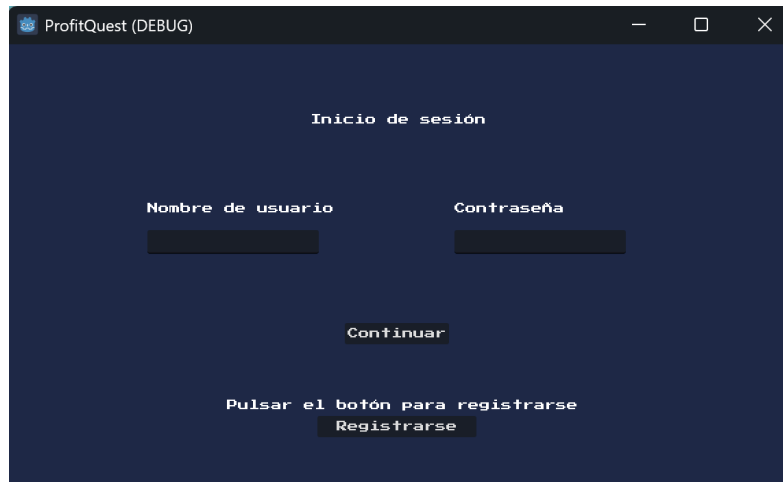 ProfitQuest (DEBUG)
Inicio de sesión
Nombre de usuario Contraseña
Continuar
Pulsar el botón para registrarse
Registrarse